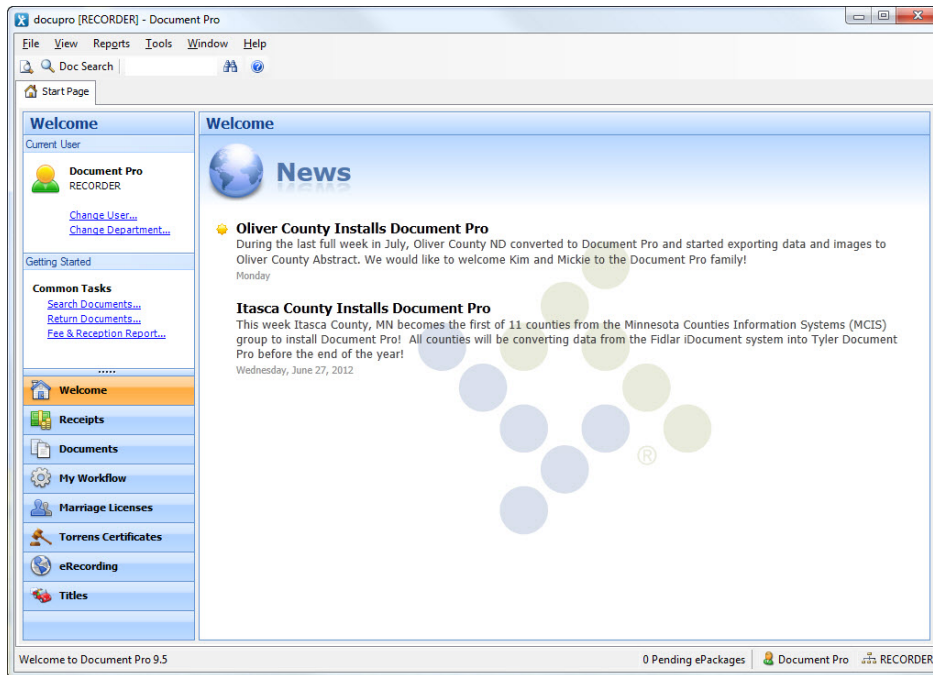 docupro [RECORDER] - Document Pro
File View Reports Tools Window Help
Doc Search
Start Page
Welcome
Current User
Document Pro
RECORDER
Change User...
Change Department...
Getting Started
Common Tasks
Search Documents...
Return Documents...
Fee & Reception Report...
Welcome
Receipts
Documents
My Workflow
Marriage Licenses
Torrens Certificates
eRecording
Titles
Welcome
News
Oliver County Installs Document Pro
During the last full week in July, Oliver County ND converted to Document Pro and started exporting data and images to
Oliver County Abstract. We would like to welcome Kim and Mickie to the Document Pro family!
Monday
Itasca County Installs Document Pro
This week Itasca County, MN becomes the first of 11 counties from the Minnesota Counties Information Systems (MCIS)
group to install Document Pro! All counties will be converting data from the Fidlar iDocument system into Tyler Document
Pro before the end of the year!
Wednesday, June 27, 2012
®
Welcome to Document Pro 9.5
0 Pending ePackages
Document Pro
RECORDER